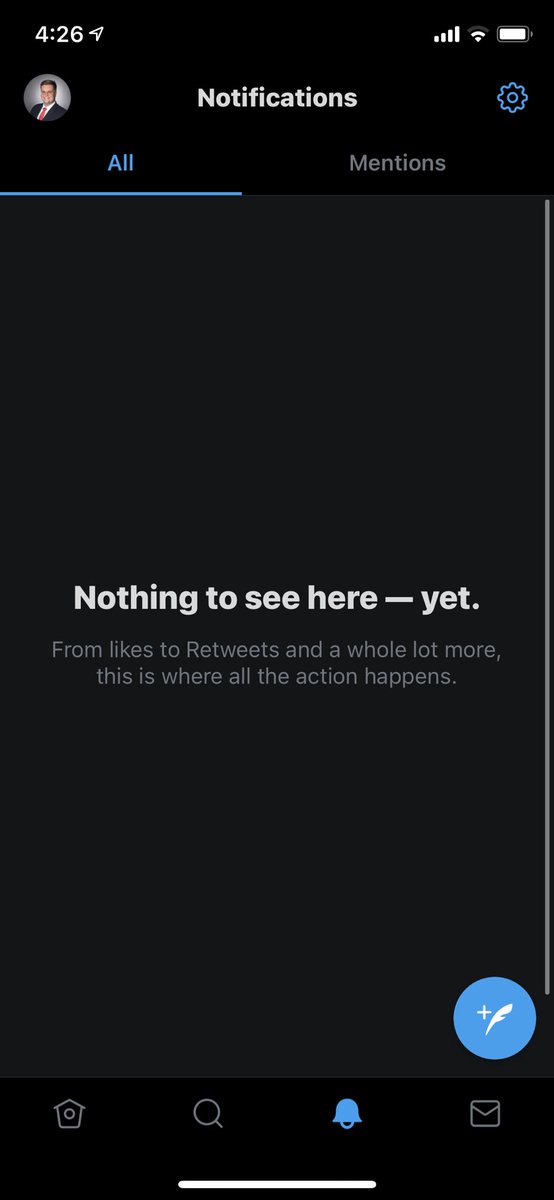 4:26
Notifications
All
Mentions
Nothing to see here — yet.
From likes to Retweets and a whole lot more,
this is where all the action happens.